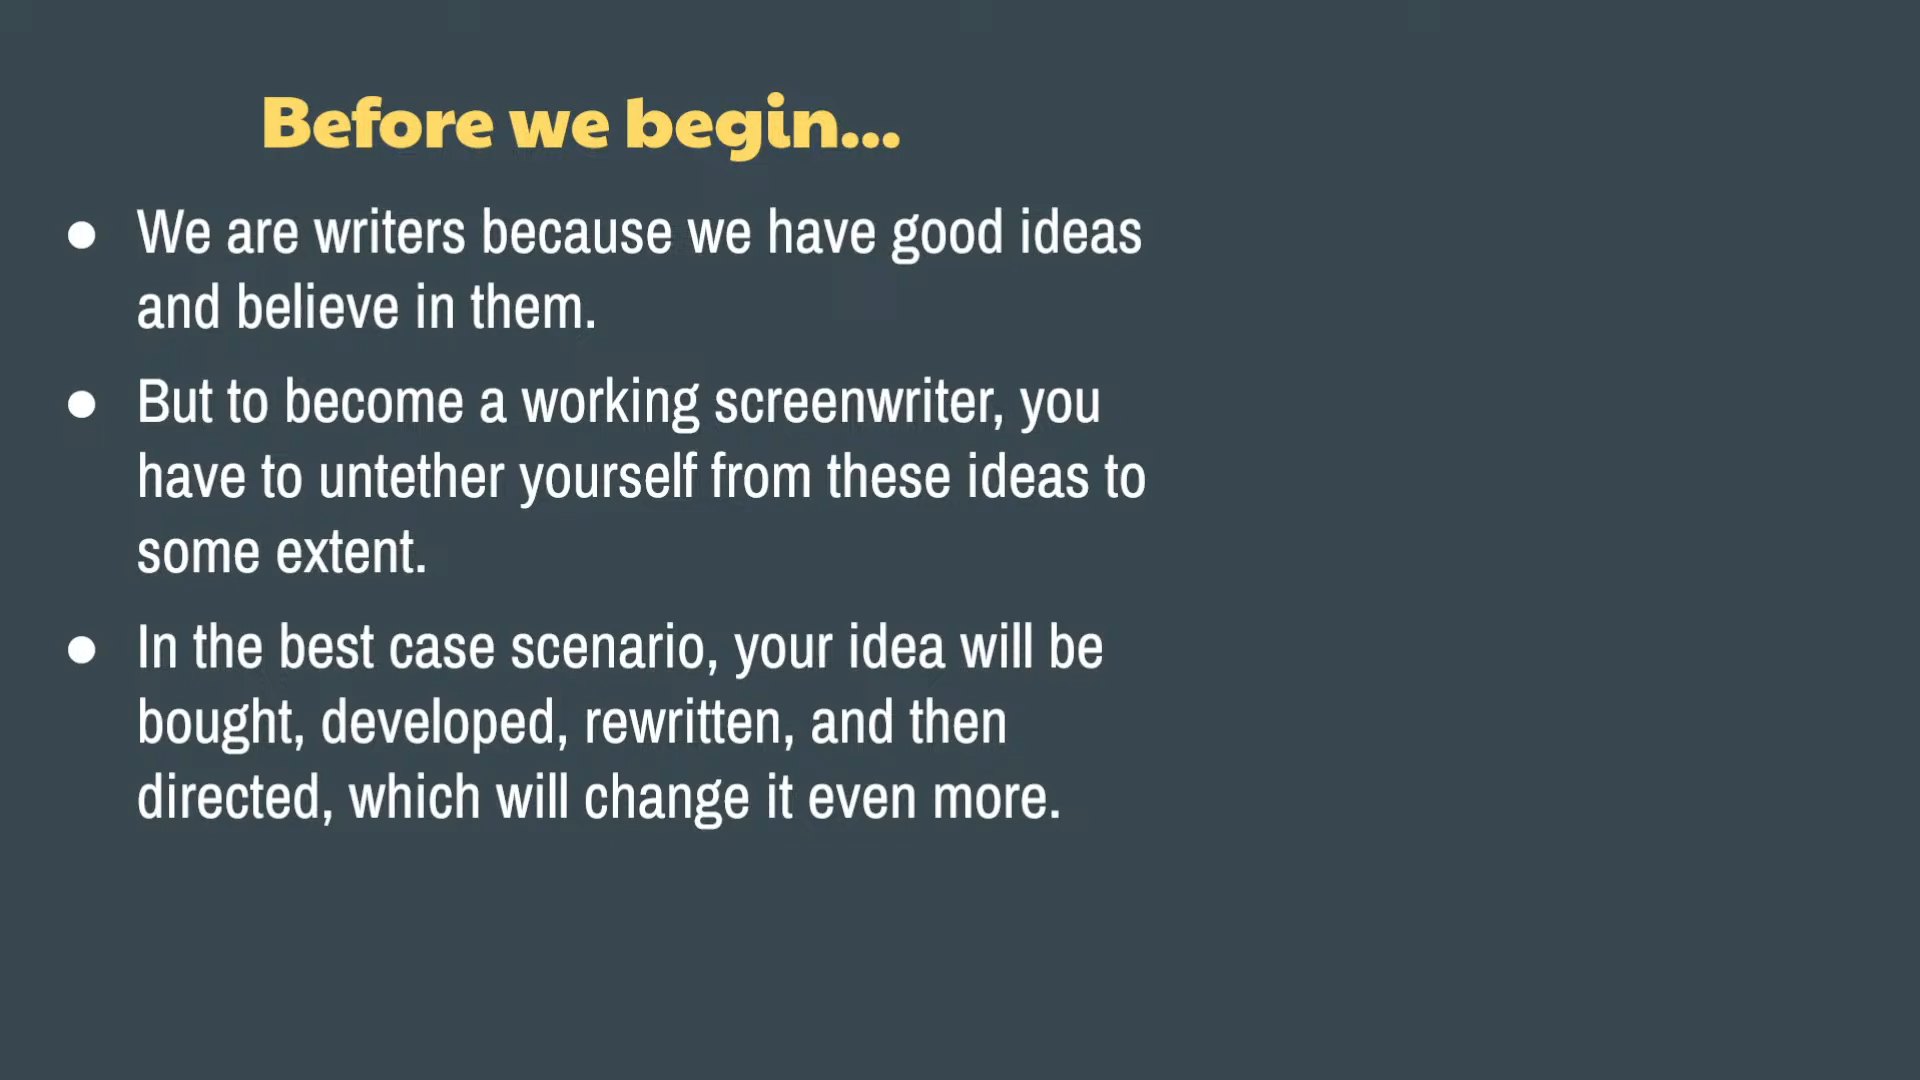 Before we begin...
● We are writers because we have good ideas
and believe in them.
● But to become a working screenwriter, you
have to untether yourself from these ideas to
some extent.
● In the best case scenario, your idea will be
bought, developed, rewritten, and then
directed, which will change it even more.